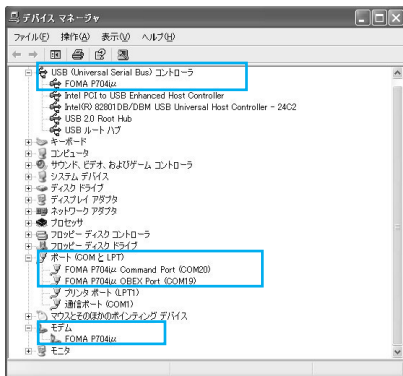 デバイス マネージャ
ファイル(F) 操作(A) 表示(V) ヘルプ(H)
USB (Universal Serial Bus) コントローラ
FOMA P704iμ
Intel PCI to USB Enhanced Host Controller
Intel(R) 82801DB/DBM USB Universal Host Controller - 24C2
USB 2.0 Root Hub
USB ルート ハブ
キーボード
コンピュータ
サウンド、ビデオ、およびゲーム コントローラ
システム デバイス
ディスク ドライブ
ディスプレイ アダプタ
ネットワーク アダプタ
プロセッサ
フロッピー ディスク コントローラ
フロッピー ディスク ドライブ
ポート (COM と LPT)
FOMA P704iμ Command Port (COM20)
FOMA P704iμ OBEX Port (COM19)
プリンタ ポート (LPT1)
通信ポート (COM1)
マウスとそのほかのポインティング デバイス
モデム
FOMA P704iμ
モニタ